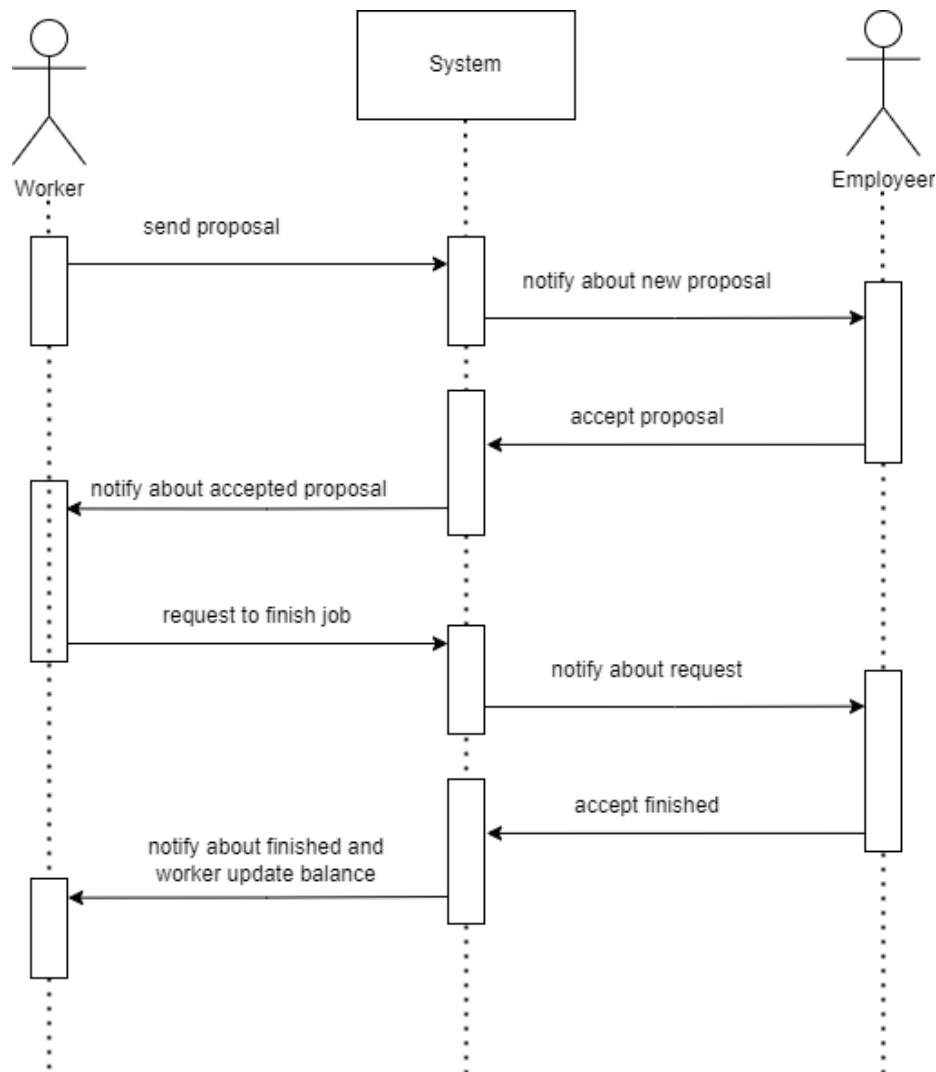 System
Worker
Employeer
send proposal
notify about new proposal
accept proposal
notify about accepted proposal
request to finish job
notify about request
accept finished
notify about finished and
worker update balance